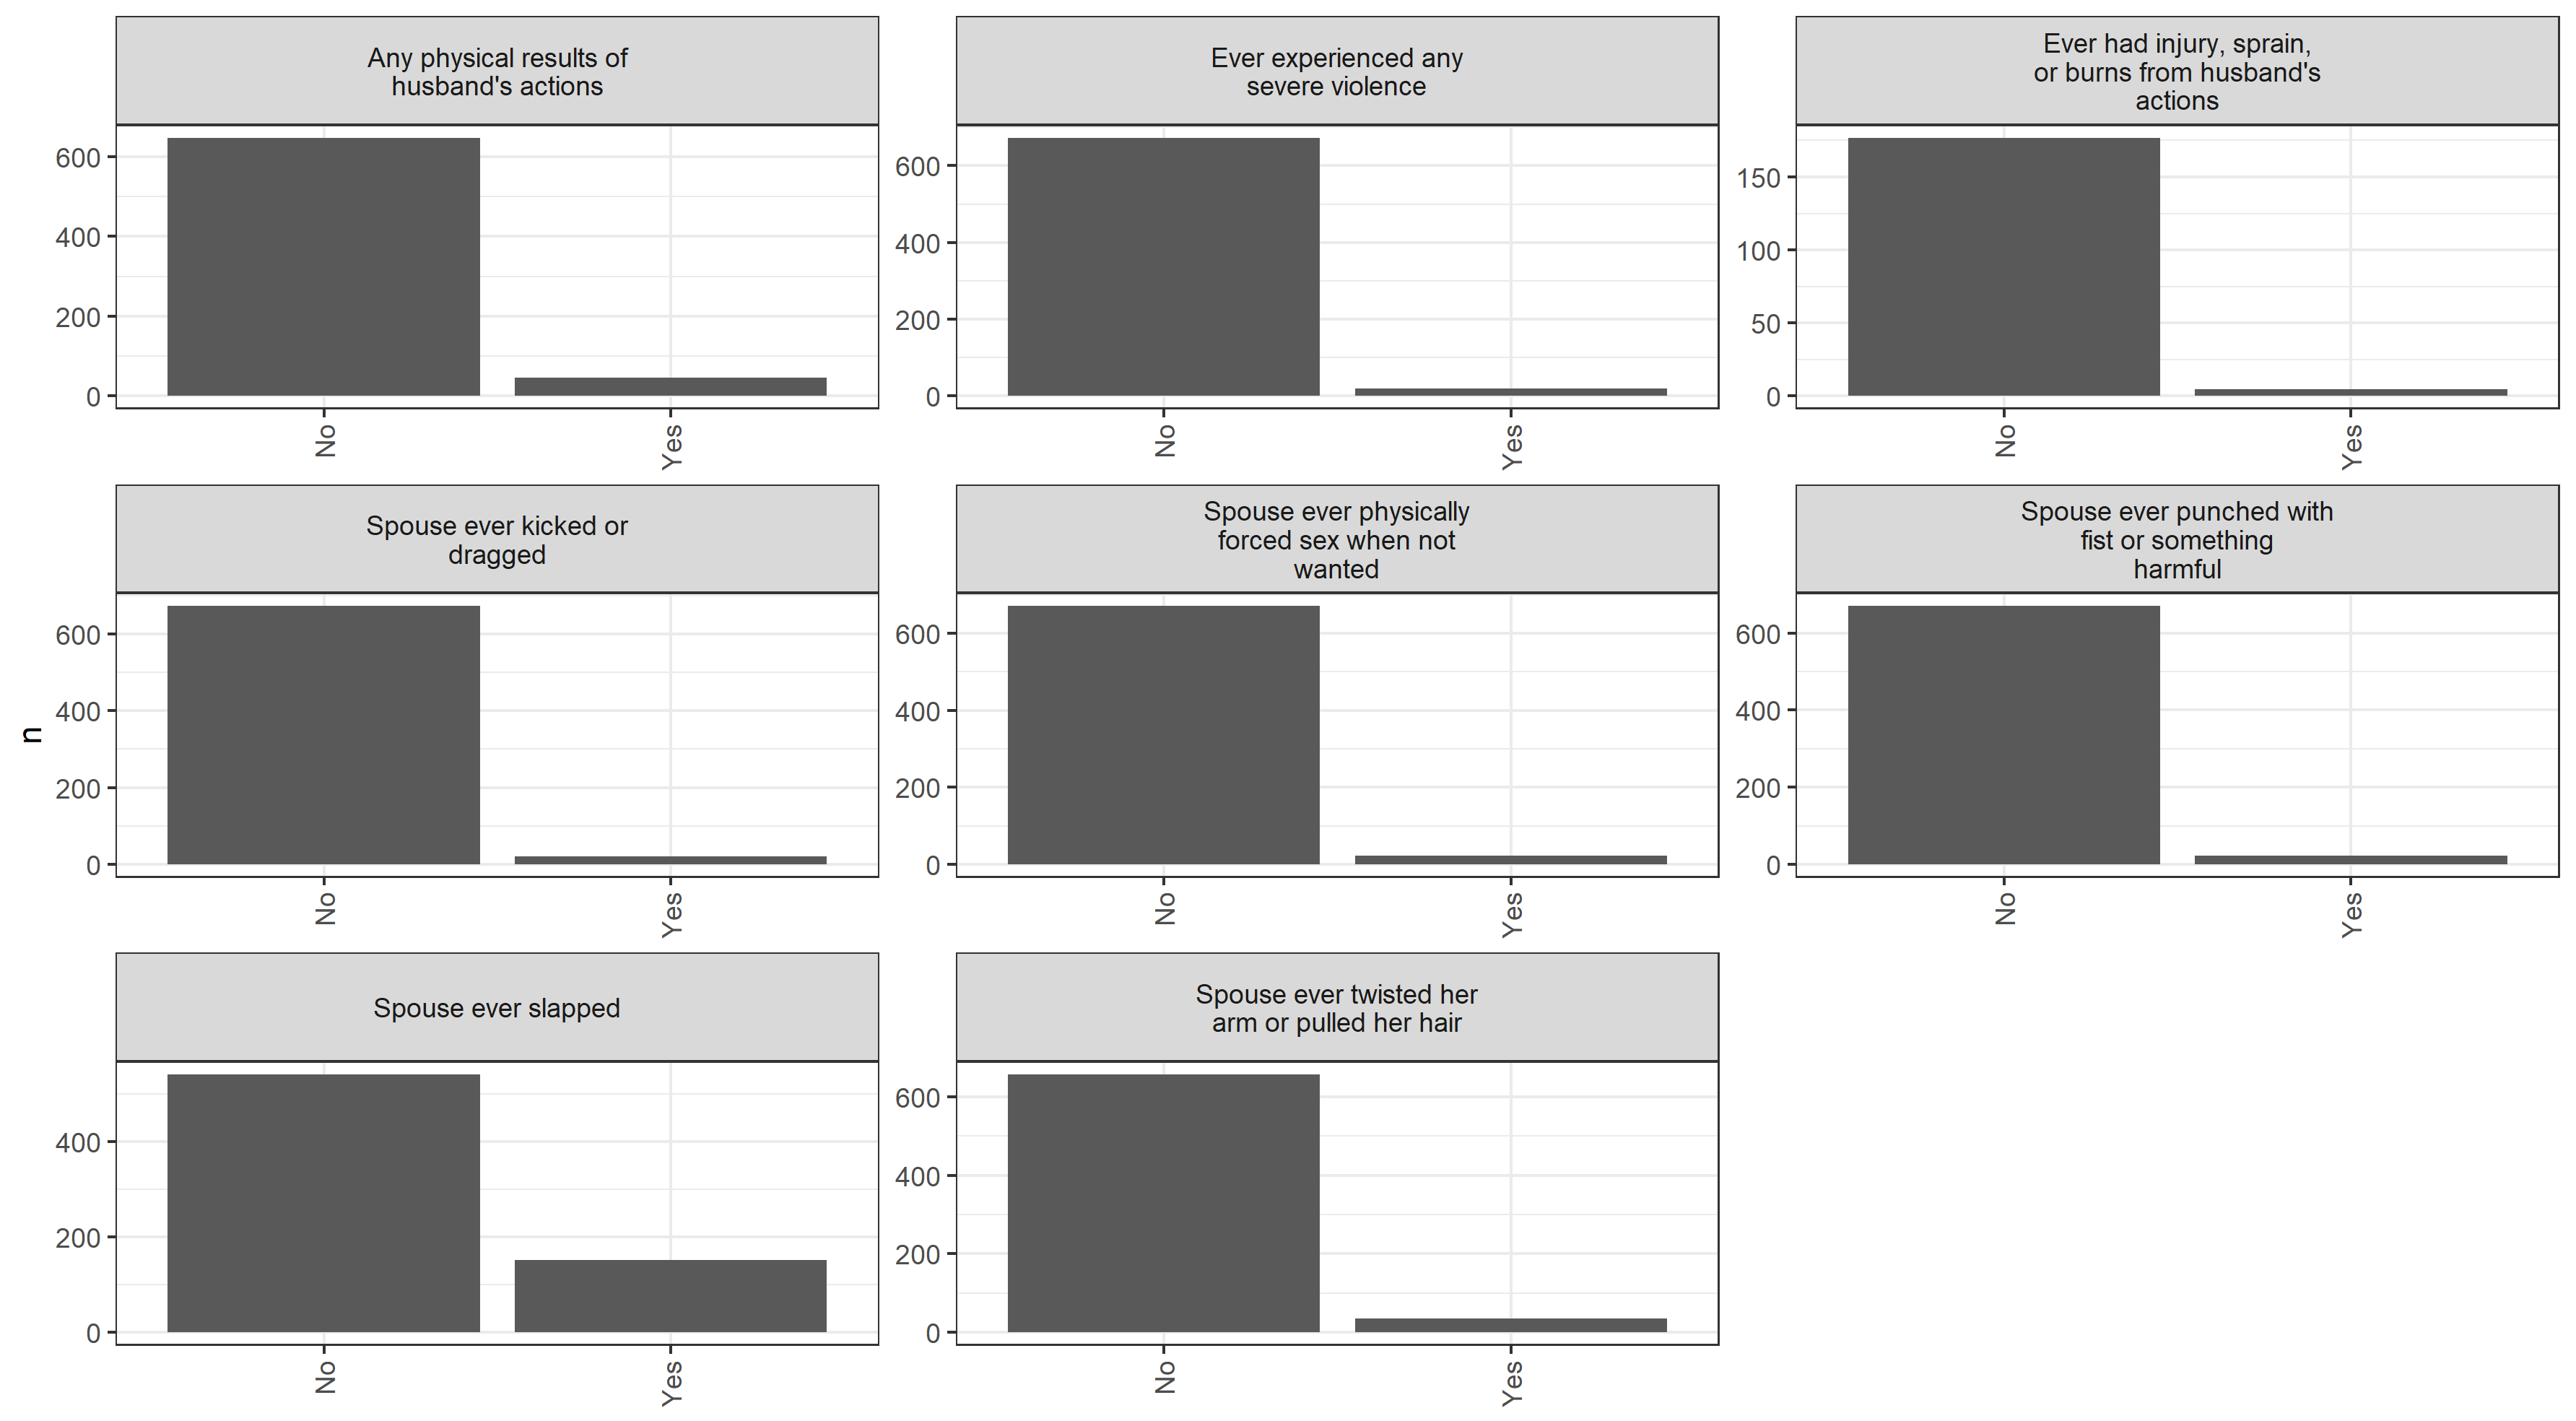 Any physical results of
husband's actions
Ever experienced any
severe violence
Ever had injury, sprain,
or burns from husband's
actions
600
400
200
0
No
Yes
600
400
200
0
No
Yes
150
100
50
0
No
Yes
Spouse ever kicked or
dragged
Spouse ever physically
forced sex when not
wanted
Spouse ever punched with
fist or something
harmful
n
600
400
200
0
No
Yes
600
400
200
0
No
Yes
600
400
200
0
No
Yes
Spouse ever slapped
Spouse ever twisted her
arm or pulled her hair
400
200
0
No
Yes
600
400
200
0
No
Yes